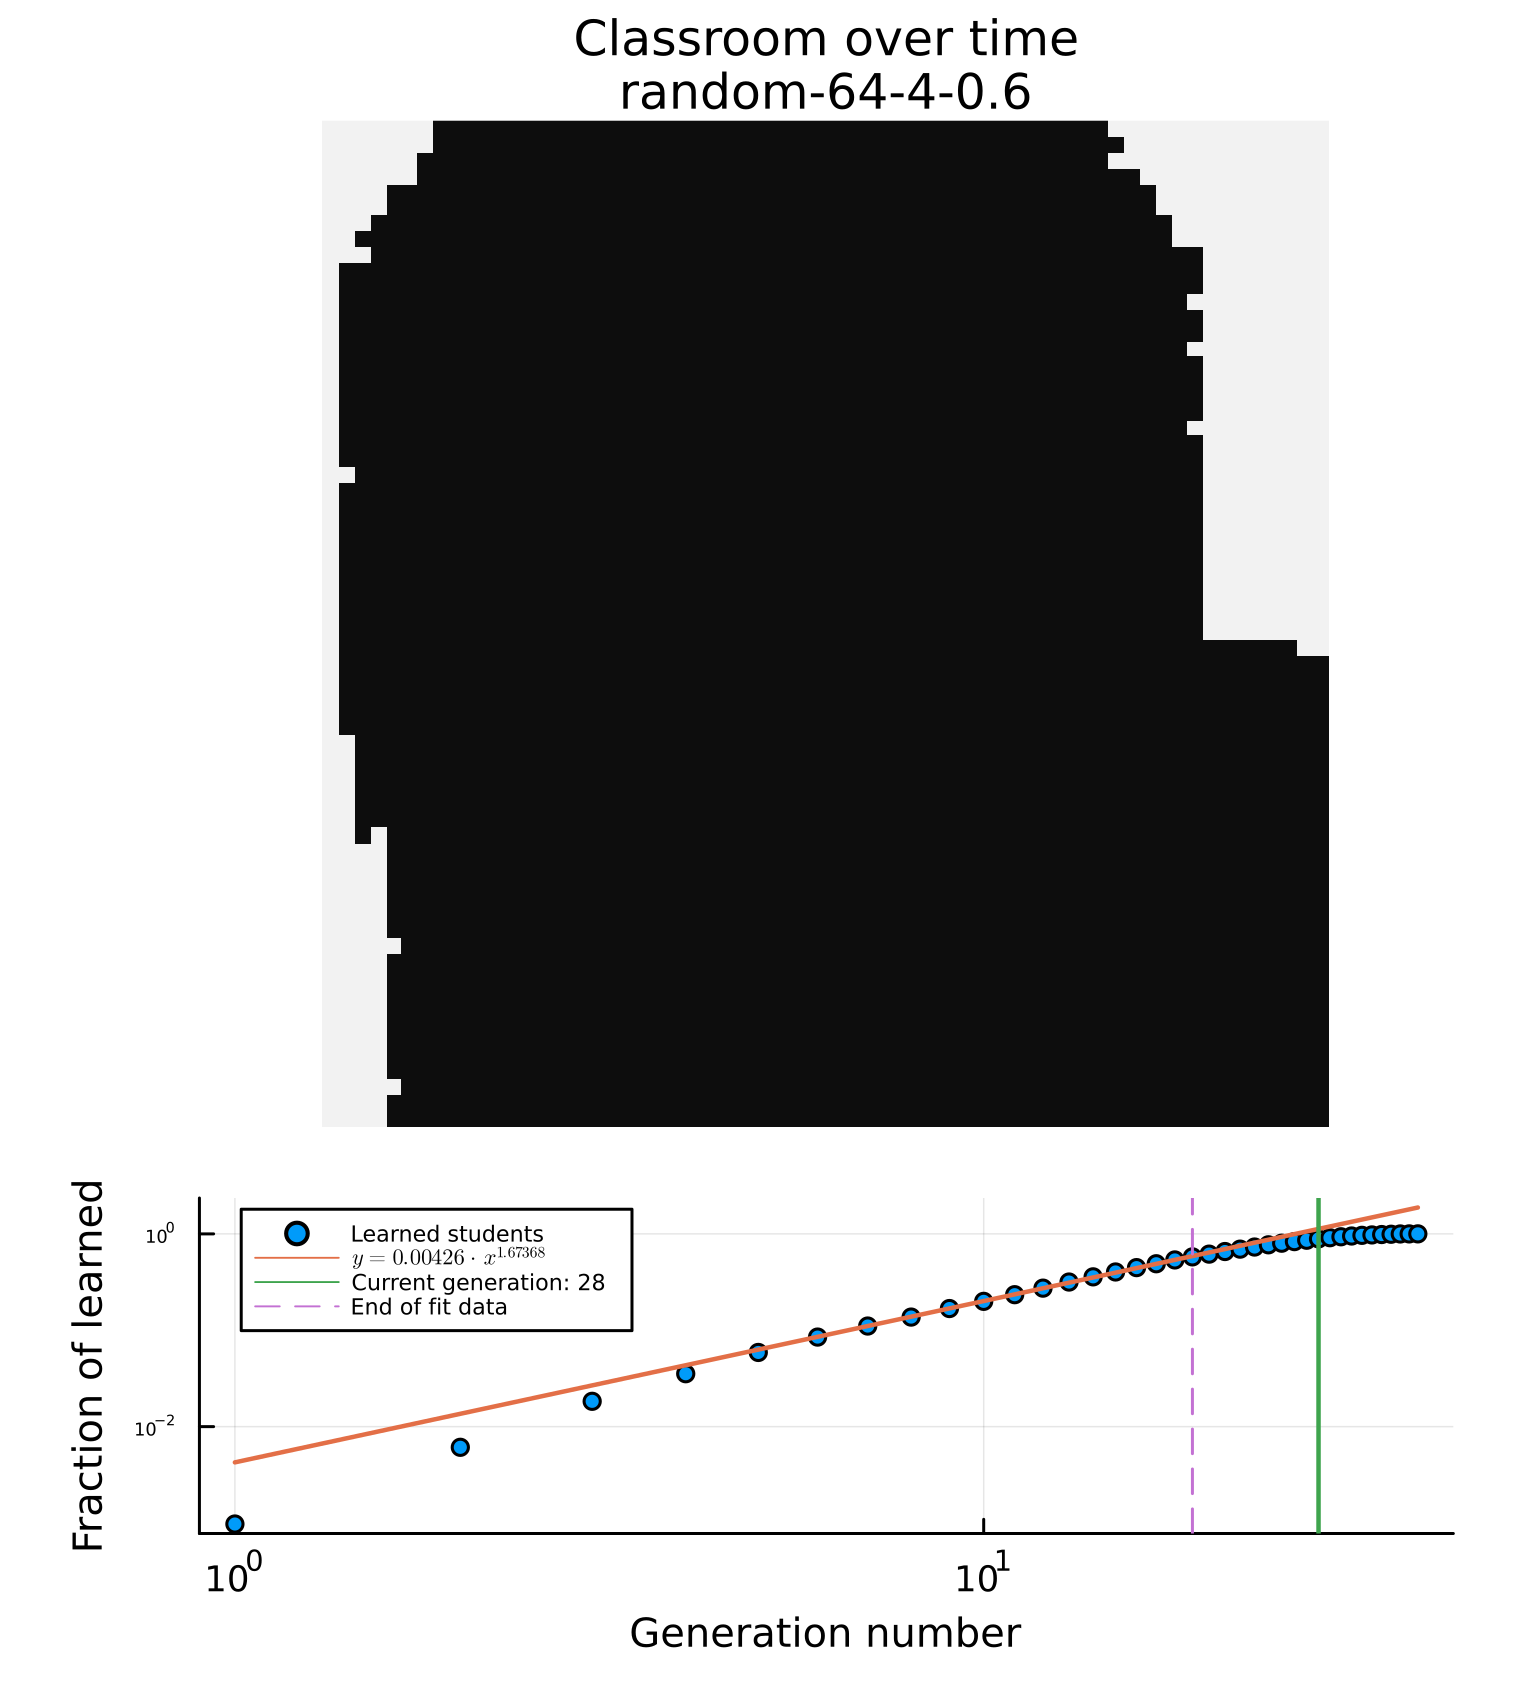 Classroom over time
random-64-4-0.6
Fraction of learned
10⁰
10⁻²
Learned students
y = 0.00426 · x^1.67368
Current generation: 28
End of fit data
10⁰
10¹
Generation number